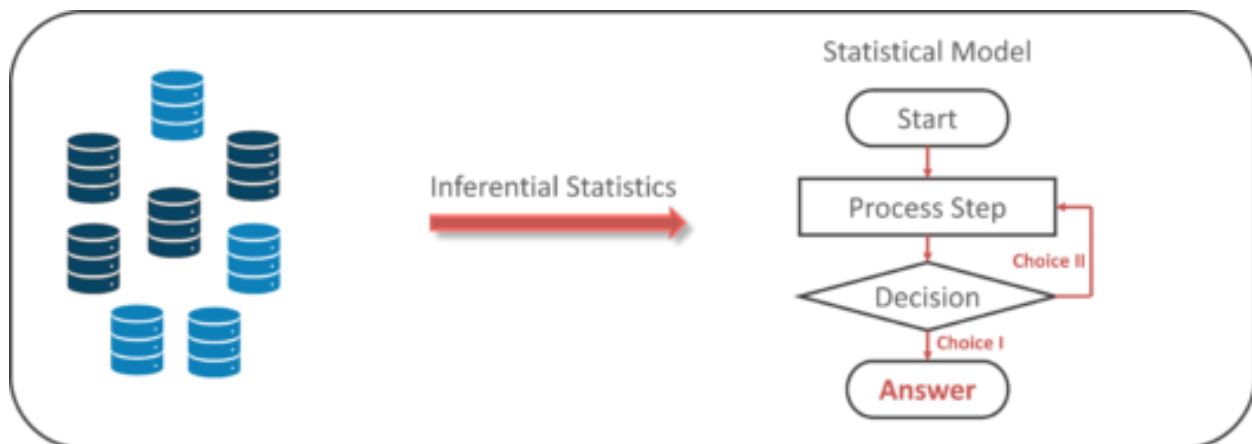 Statistical Model
Start
Inferential Statistics
Process Step
Choice II
Decision
Choice I
Answer